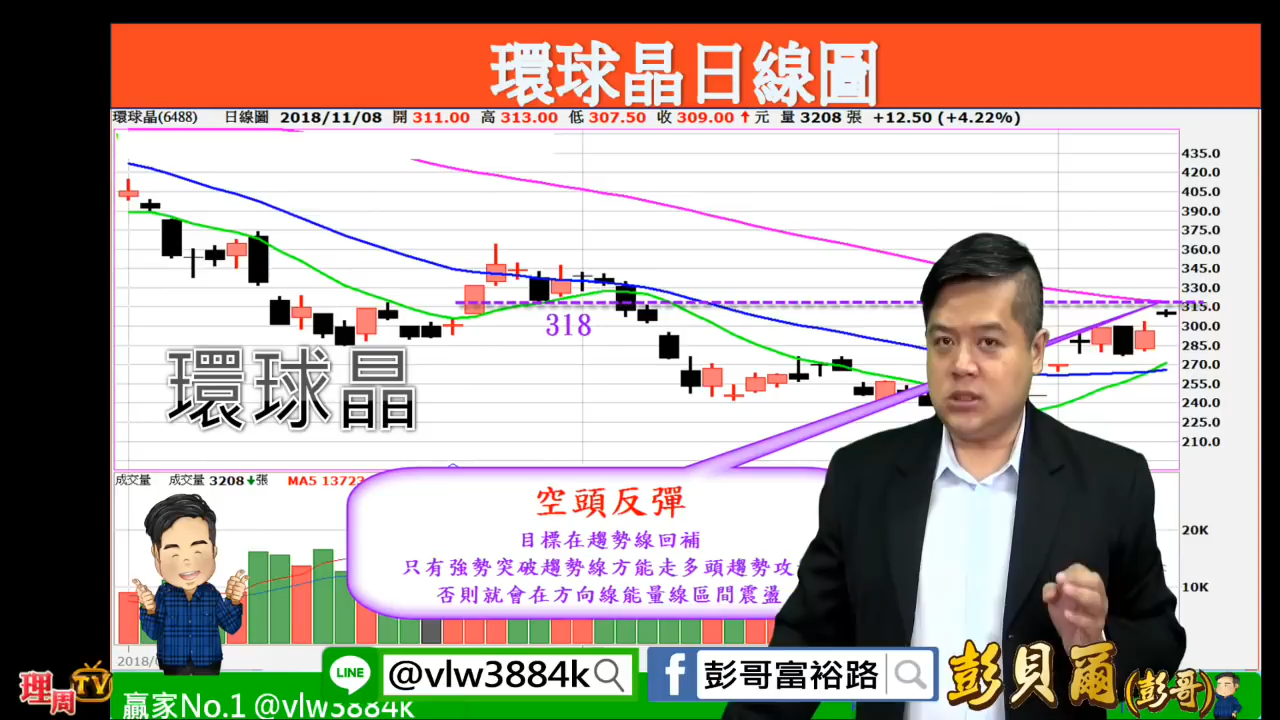 環球晶日線圖
環球晶(6488) 日線圖 2018/11/08 開 311.00 高 313.00 低 307.50 收 309.00 ↑ 元 量 3208 張 +12.50 (+4.22%)
435.0
420.0
405.0
390.0
375.0
360.0
345.0
330.0
315.0
300.0
285.0
270.0
255.0
240.0
225.0
210.0
318
環球晶
成交量 成交量 3208↓張 MA5 13723
20K
10K
空頭反彈
目標在趨勢線回補
只有強勢突破趨勢線方能走多頭趨勢攻
否則就會在方向線能量線區間震盪
2018/
理周TV
LINE @vlw3884k
f 彭哥富裕路
彭貝爾(彭哥)
贏家No.1 @vlw3884k